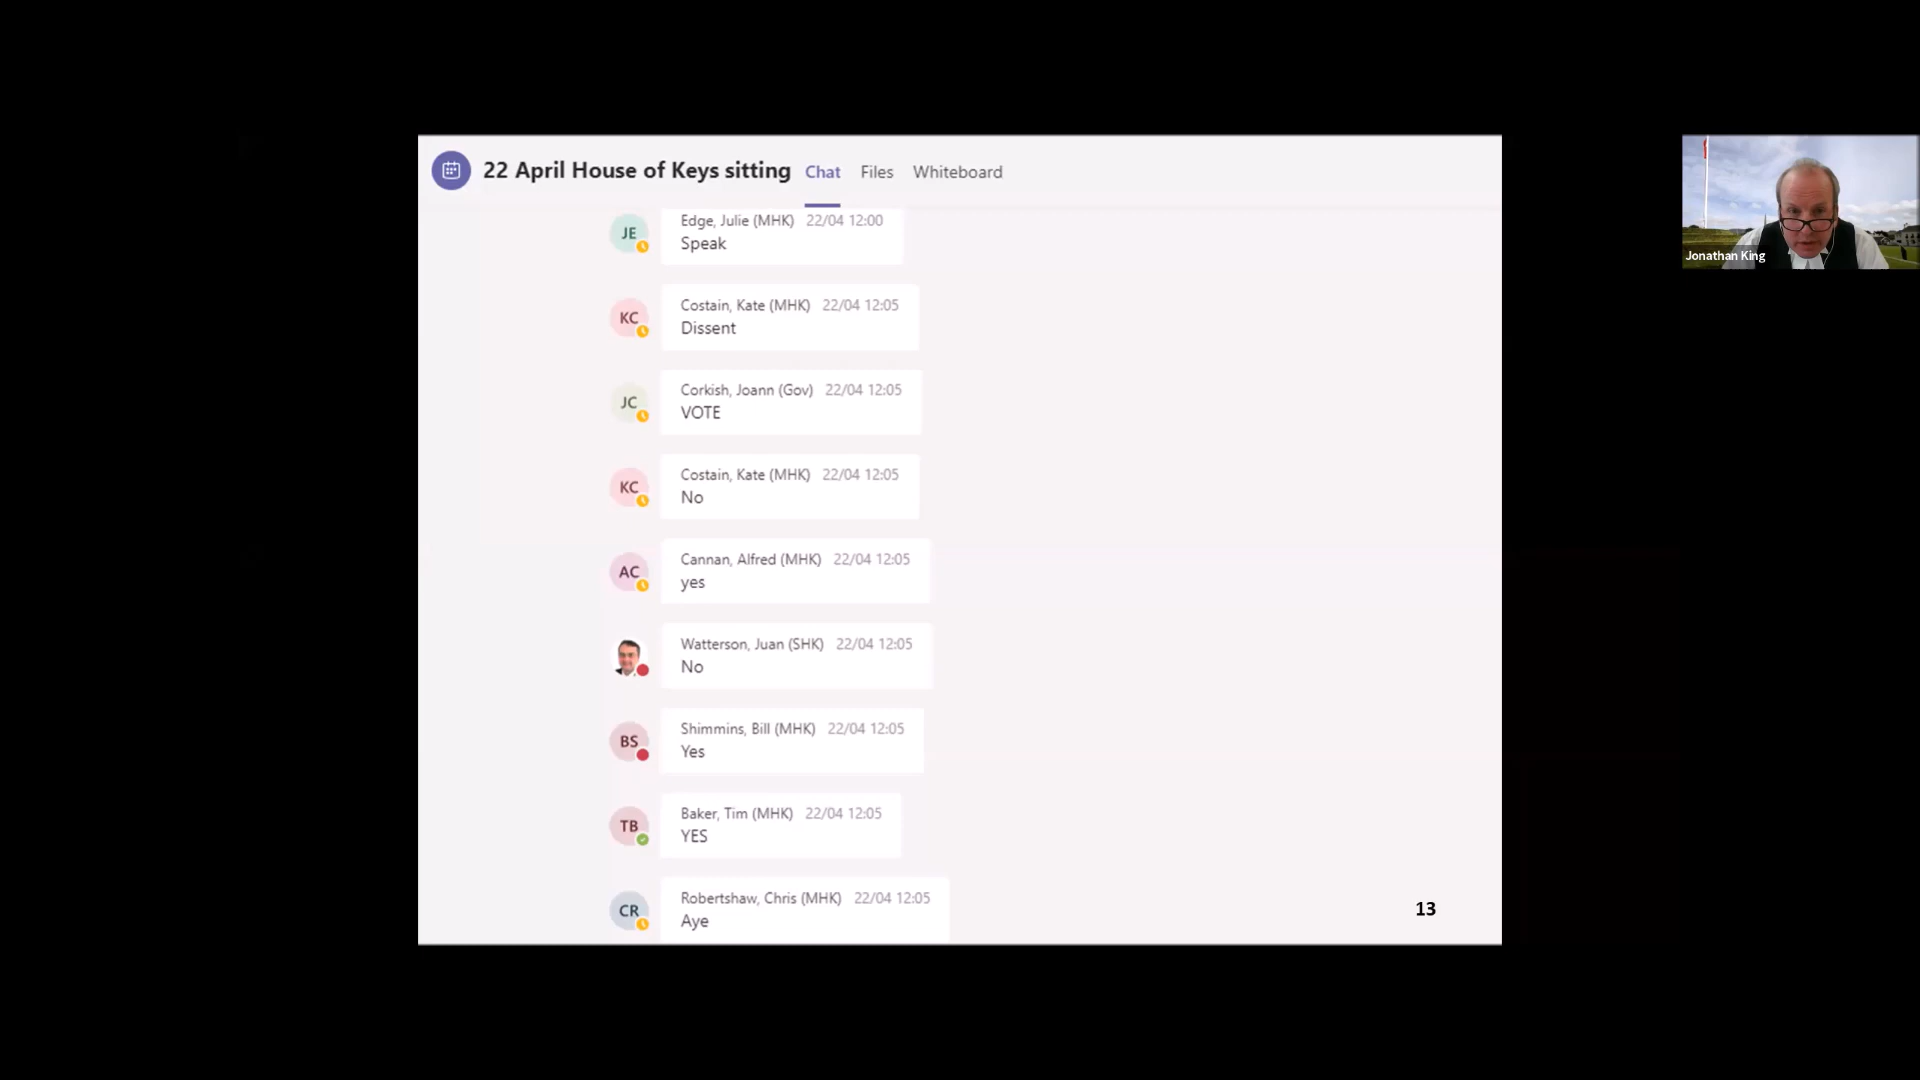 22 April House of Keys sitting Chat Files Whiteboard
JE Edge, Julie (MHK) 22/04 12:00
Speak
KC Costain, Kate (MHK) 22/04 12:05
Dissent
JC Corkish, Joann (Gov) 22/04 12:05
VOTE
KC Costain, Kate (MHK) 22/04 12:05
No
AC Cannan, Alfred (MHK) 22/04 12:05
yes
Watterson, Juan (SHK) 22/04 12:05
No
BS Shimmins, Bill (MHK) 22/04 12:05
Yes
TB Baker, Tim (MHK) 22/04 12:05
YES
CR Robertshaw, Chris (MHK) 22/04 12:05
Aye
13
Jonathan King